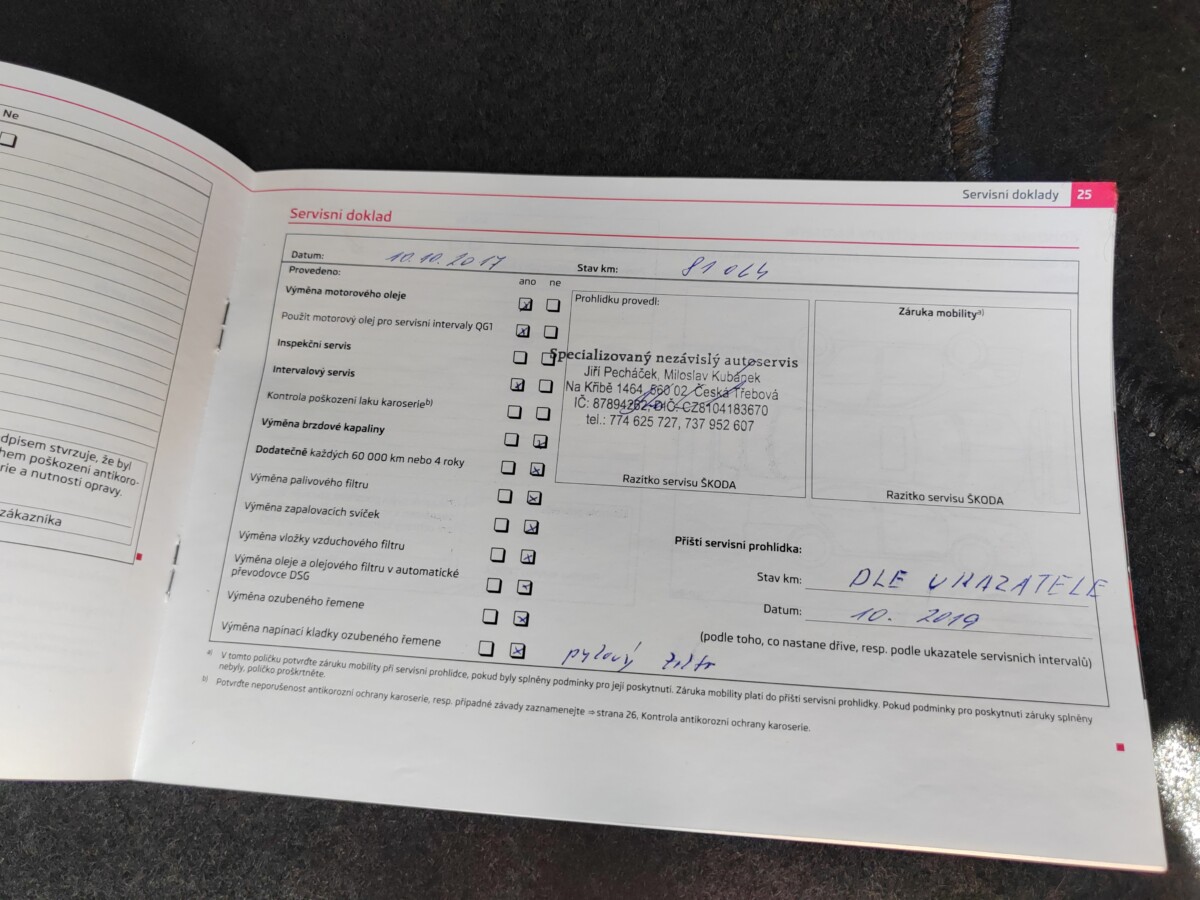 Ne
dpisem stvrzuje, že byl
hem poškození antikoro-
rie a nutnosti opravy.
zákazníka
Servisní doklady 25
Servisní doklad
Datum: 10.10.2017 Stav km: 81 064
Provedeno: ano ne
Výměna motorového oleje
Použit motorový olej pro servisní intervaly QG1
Inspekční servis
Intervalový servis
Kontrola poškození laku karoserieb)
Výměna brzdové kapaliny
Dodatečně každých 60 000 km nebo 4 roky
Výměna palivového filtru
Výměna zapalovacích svíček
Výměna vložky vzduchového filtru
Výměna oleje a olejového filtru v automatické
převodovce DSG
Výměna ozubeného řemene
Výměna napínací kladky ozubeného řemene
pylový filtr
Prohlídku provedl:
Specializovaný nezávislý autoservis
Jiří Pecháček, Miloslav Kubánek
Na Křibě 1464, 560 02 Česká Třebová
IČ: 87894262, DIČ: CZ8104183670
tel.: 774 625 727, 737 952 607
Razítko servisu ŠKODA
Záruka mobilitya)
Razítko servisu ŠKODA
Příští servisní prohlídka:
Stav km: DLE UKAZATELE
Datum: 10. 2019
(podle toho, co nastane dříve, resp. podle ukazatele servisních intervalů)
a) V tomto políčku potvrďte záruku mobility při servisní prohlídce, pokud byly splněny podmínky pro její poskytnutí. Záruka mobility platí do příští servisní prohlídky. Pokud podmínky pro poskytnutí záruky splněny
nebyly, políčko proškrtněte.
b) Potvrďte neporušenost antikorozní ochrany karoserie, resp. případné závady zaznamenejte ⇒ strana 26, Kontrola antikorozní ochrany karoserie.